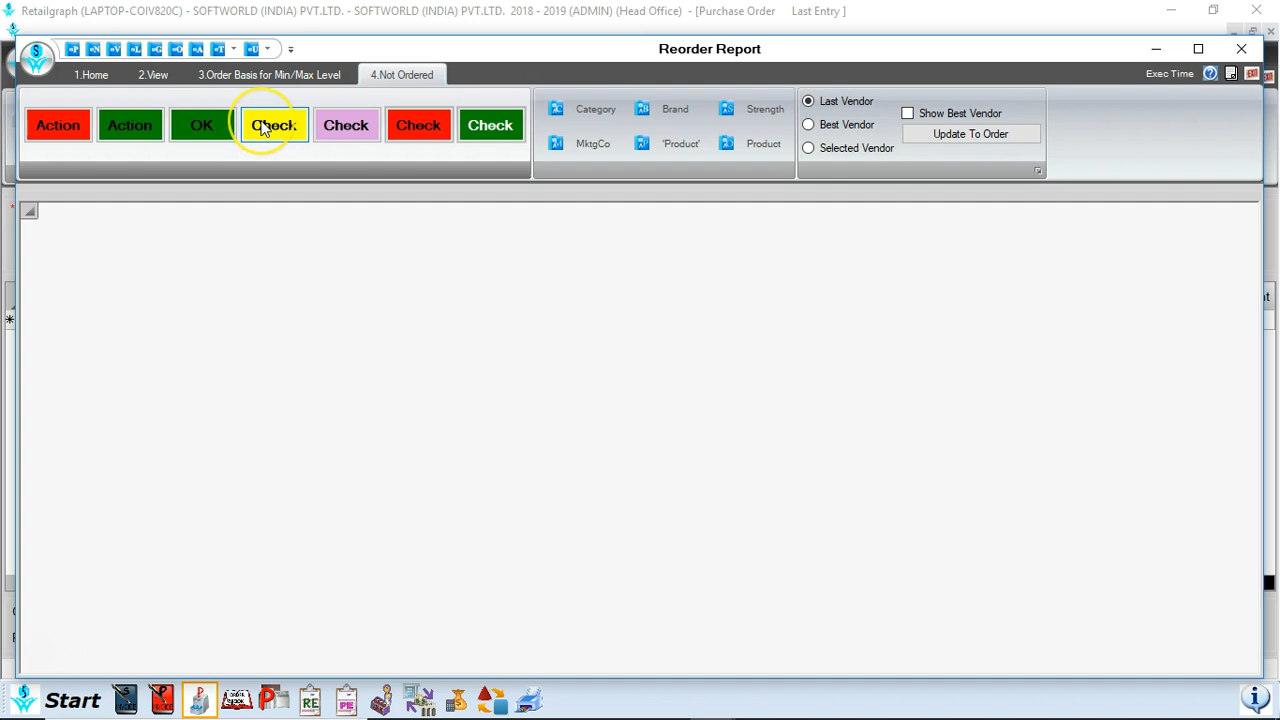 Retailgraph (LAPTOP-COIV820C) - SOFTWORLD (INDIA) PVT.LTD. - SOFTWORLD (INDIA) PVT.LTD. 2018 - 2019 (ADMIN) (Head Office) - [Purchase Order Last Entry ]
Reorder Report
1.Home 2.View 3.Order Basis for Min/Max Level 4.Not Ordered Exec Time
Action Action OK Check Check Check Check
Category Brand Strength
MktgCo 'Product' Product
Last Vendor
Best Vendor
Selected Vendor
Show Best Vendor
Update To Order
Start